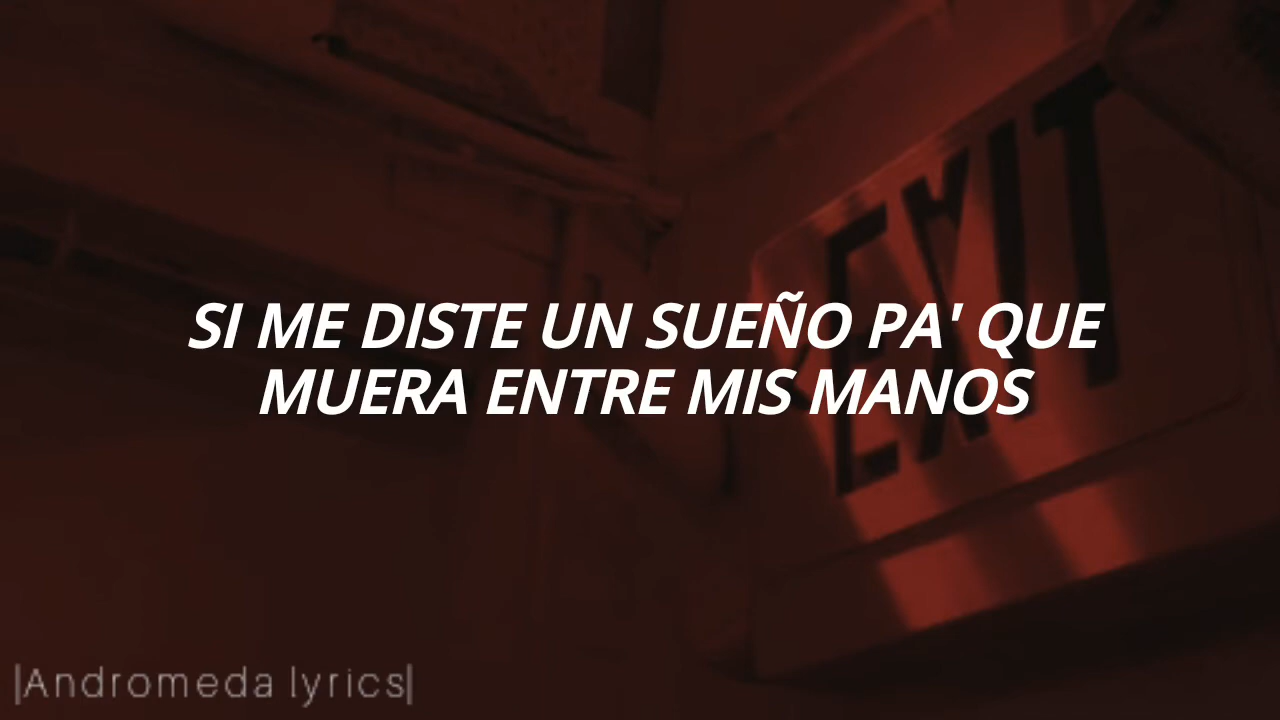 EXIT
SI ME DISTE UN SUEÑO PA' QUE
MUERA ENTRE MIS MANOS
|Andromeda lyrics|